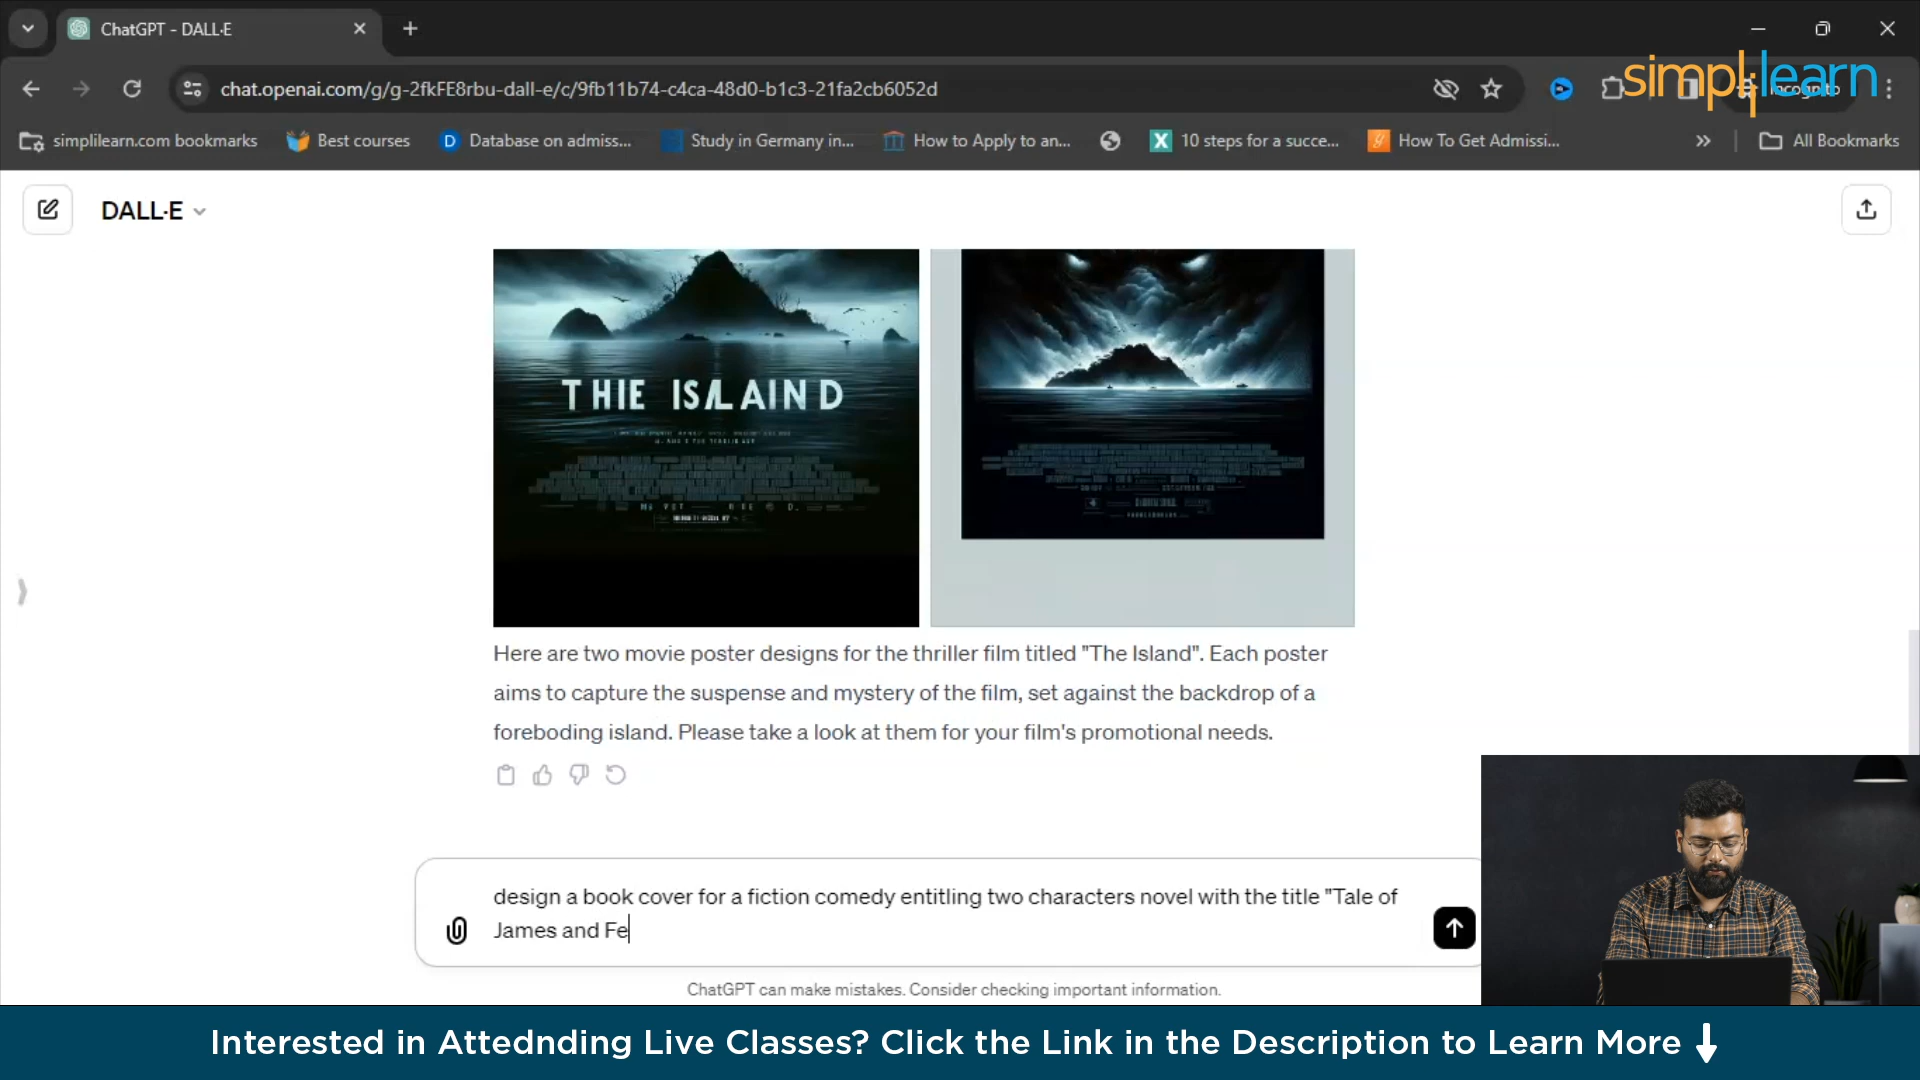 ChatGPT - DALL·E
chat.openai.com/g/g-2fkFE8rbu-dall-e/c/9fb11b74-c4ca-48d0-b1c3-21fa2cb6052d
simplilearn
Incognito
simplilearn.com bookmarks
Best courses
Database on admiss...
Study in Germany in...
How to Apply to an...
10 steps for a succe...
How To Get Admissi...
All Bookmarks
DALL·E
THIE IS/LAIND
Here are two movie poster designs for the thriller film titled "The Island". Each poster
aims to capture the suspense and mystery of the film, set against the backdrop of a
foreboding island. Please take a look at them for your film's promotional needs.
design a book cover for a fiction comedy entitling two characters novel with the title "Tale of
James and Fe
ChatGPT can make mistakes. Consider checking important information.
Interested in Attednding Live Classes? Click the Link in the Description to Learn More